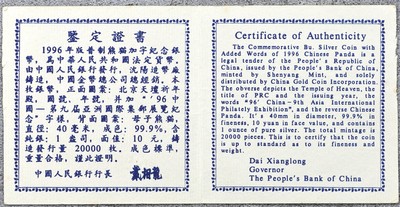 鑒定證書
1996年版普制熊貓加字紀念銀
幣，爲中華人民共和國法定貨幣，
由中國人民銀行發行，沈陽造幣廠
鑄造，中國金幣總公司總經銷。本
紀念幣正面圖案：北京天壇祈年
殿，國號，年號，并加“'96中
國—第九屆亞洲國際集郵展覽紀
念”字樣，背面圖案：母子熊貓，
直徑：40毫米，成色：99.9%，含
純銀：1盎司，面值：10元，鑄
造發行量20000枚。成色標準，
重量合格，謹此證明。
中國人民銀行行長 戴相龍
Certificate of Authenticity
The Commemorative Bu. Silver Coin with
Added Words of 1996 Chinese Panda is a
legal tender of the People's Republic of
China, issued by the People's Bank of China,
minted by Shenyang Mint, and solely
distributed by China Gold Coin Incorporation.
The obverse depicts the Temple of Heaven, the
title of PRC and the issuing year, the
words "96' China - 9th Asia International
Philately Exhibition", and the reverse Chinese
Panda. It's 40mm in diameter, 99.9% in
fineness, 10 yuan in face value, and contains
1 ounce of pure silver. The total mintage is
20000 pieces. This is to certify that the coin
is up to standard as to its fineness and
weight.
Dai Xianglong
Governor
The People's Bank of China